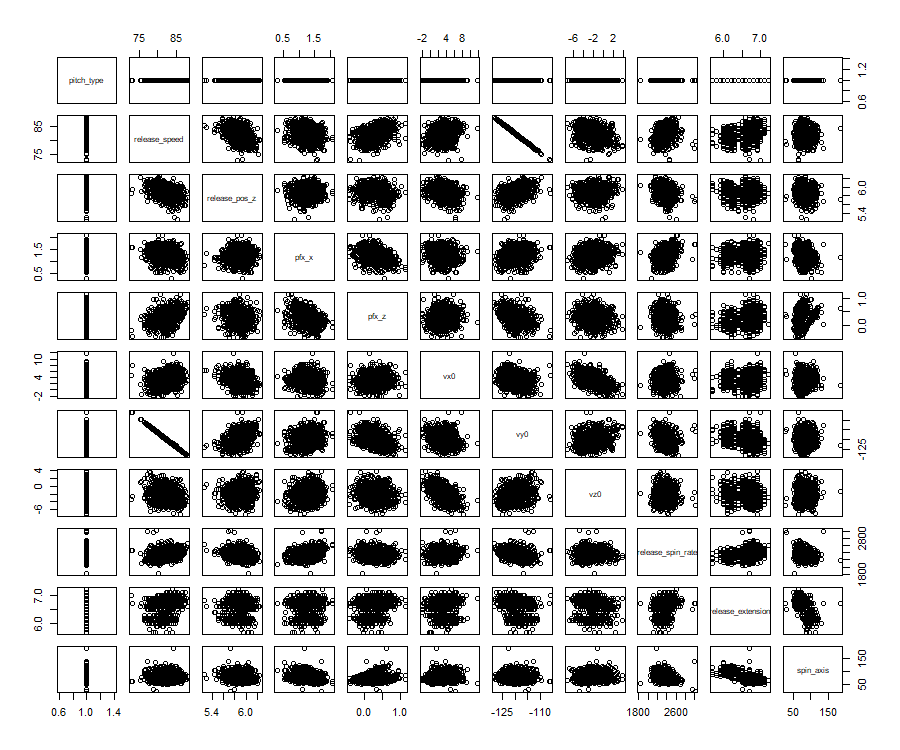 75 85 0.5 1.5 -2 4 8 -6 -2 2 6.0 7.0
pitch_type
0.6 1.2
75 85
release_speed
release_pos_z
5.4 6.0
0.5 1.5
pfx_x
pfx_z
0.0 1.0
-2 4 10
vx0
vy0
-125
-6 0 4
vz0
release_spin_rate
1800 2800
6.0 7.0
release_extension
spin_axis
50 150
0.6 1.0 1.4 5.4 6.0 0.0 1.0 -125 -110 1800 2600 50 150